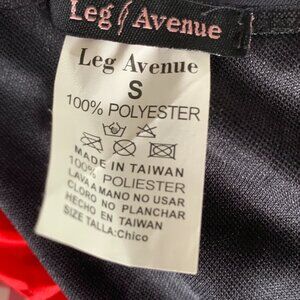 Leg Avenue
Leg Avenue
S
100% POLYESTER
MADE IN TAIWAN
100% POLIESTER
LAVA A MANO NO USAR
CLORO NO PLANCHAR
HECHO EN TAIWAN
SIZE TALLA:Chico